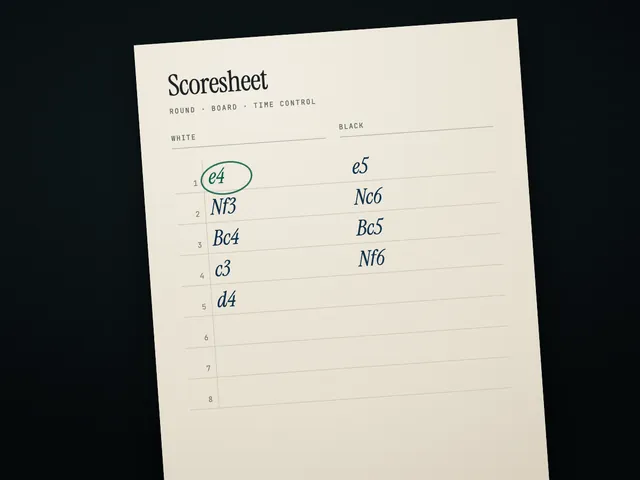 Scoresheet
ROUND · BOARD · TIME CONTROL
WHITE BLACK
1 e4 e5
2 Nf3 Nc6
3 Bc4 Bc5
4 c3 Nf6
5 d4
6
7
8